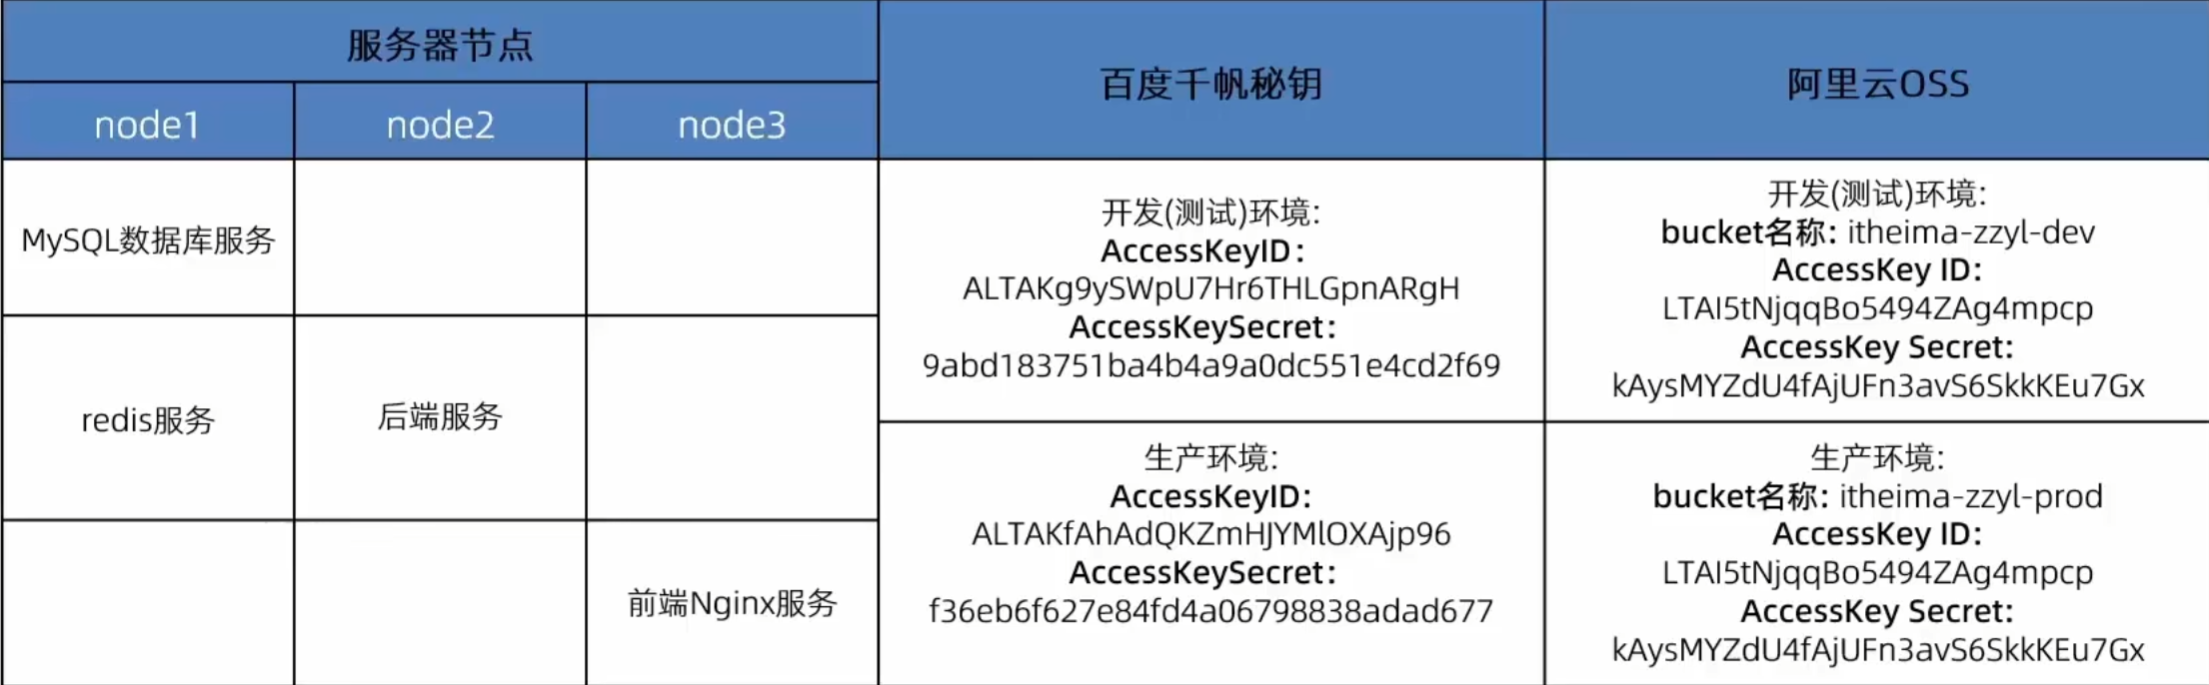 服务器节点
百度千帆秘钥
阿里云OSS
node1
node2
node3
MySQL数据库服务
redis服务
后端服务
前端Nginx服务
开发(测试)环境:
AccessKeyID:
ALTAKg9ySWpU7Hr6THLGpnARgH
AccessKeySecret:
9abd183751ba4b4a9a0dc551e4cd2f69
生产环境:
AccessKeyID:
ALTAKfAhAdQKZmHJYMlOXAjp96
AccessKeySecret:
f36eb6f627e84fd4a06798838adad677
开发(测试)环境:
bucket名称: itheima-zzyl-dev
AccessKey ID:
LTAI5tNjqqBo5494ZAg4mpcp
AccessKey Secret:
kAysMYZdU4fAjUFn3avS6SkkKEu7Gx
生产环境:
bucket名称: itheima-zzyl-prod
AccessKey ID:
LTAI5tNjqqBo5494ZAg4mpcp
AccessKey Secret:
kAysMYZdU4fAjUFn3avS6SkkKEu7Gx